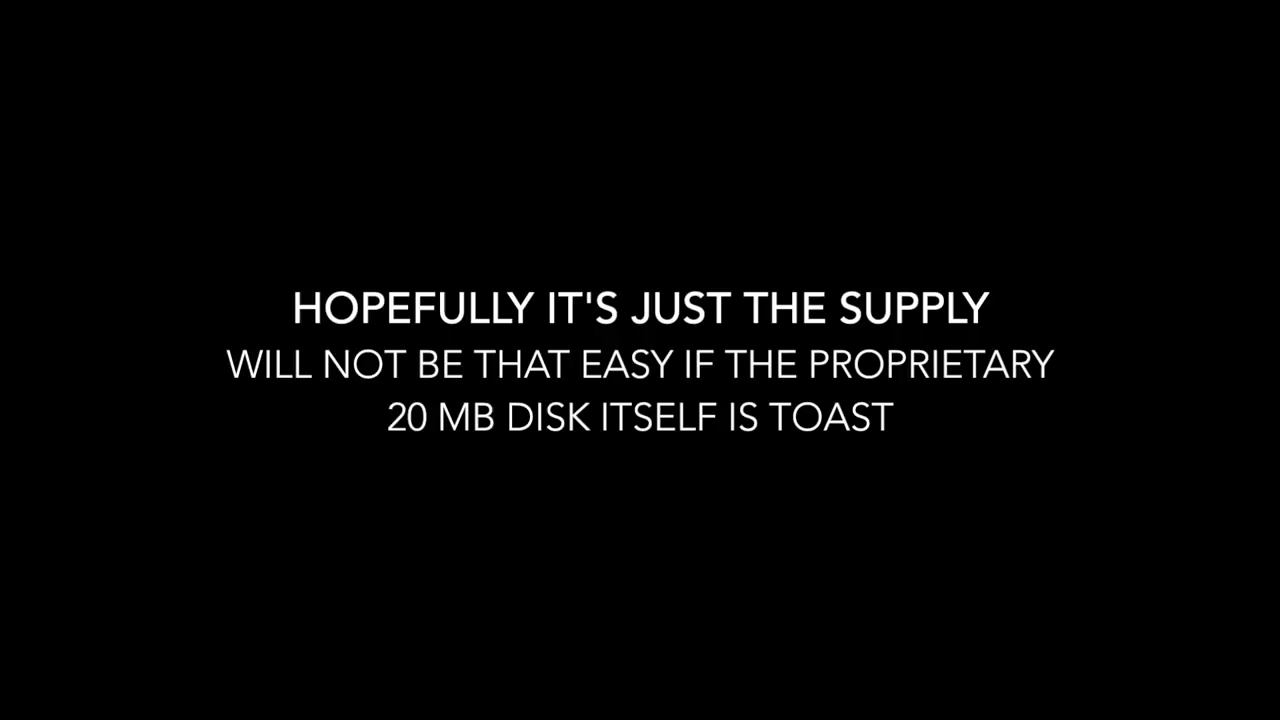 HOPEFULLY IT'S JUST THE SUPPLY
WILL NOT BE THAT EASY IF THE PROPRIETARY
20 MB DISK ITSELF IS TOAST